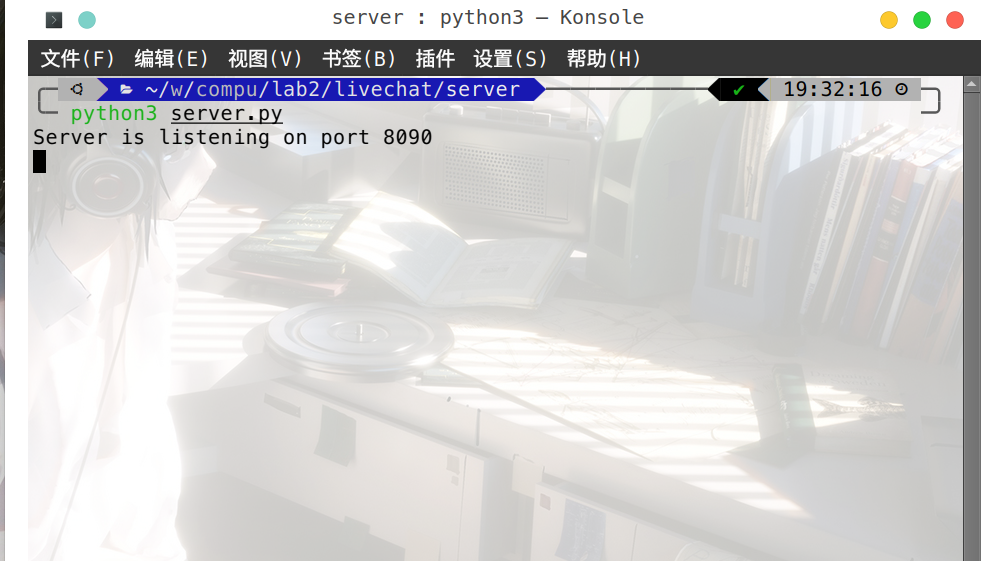 server : python3 — Konsole
文件(F) 编辑(E) 视图(V) 书签(B) 插件 设置(S) 帮助(H)
~/w/compu/lab2/livechat/server ✔ 19:32:16
python3 server.py
Server is listening on port 8090